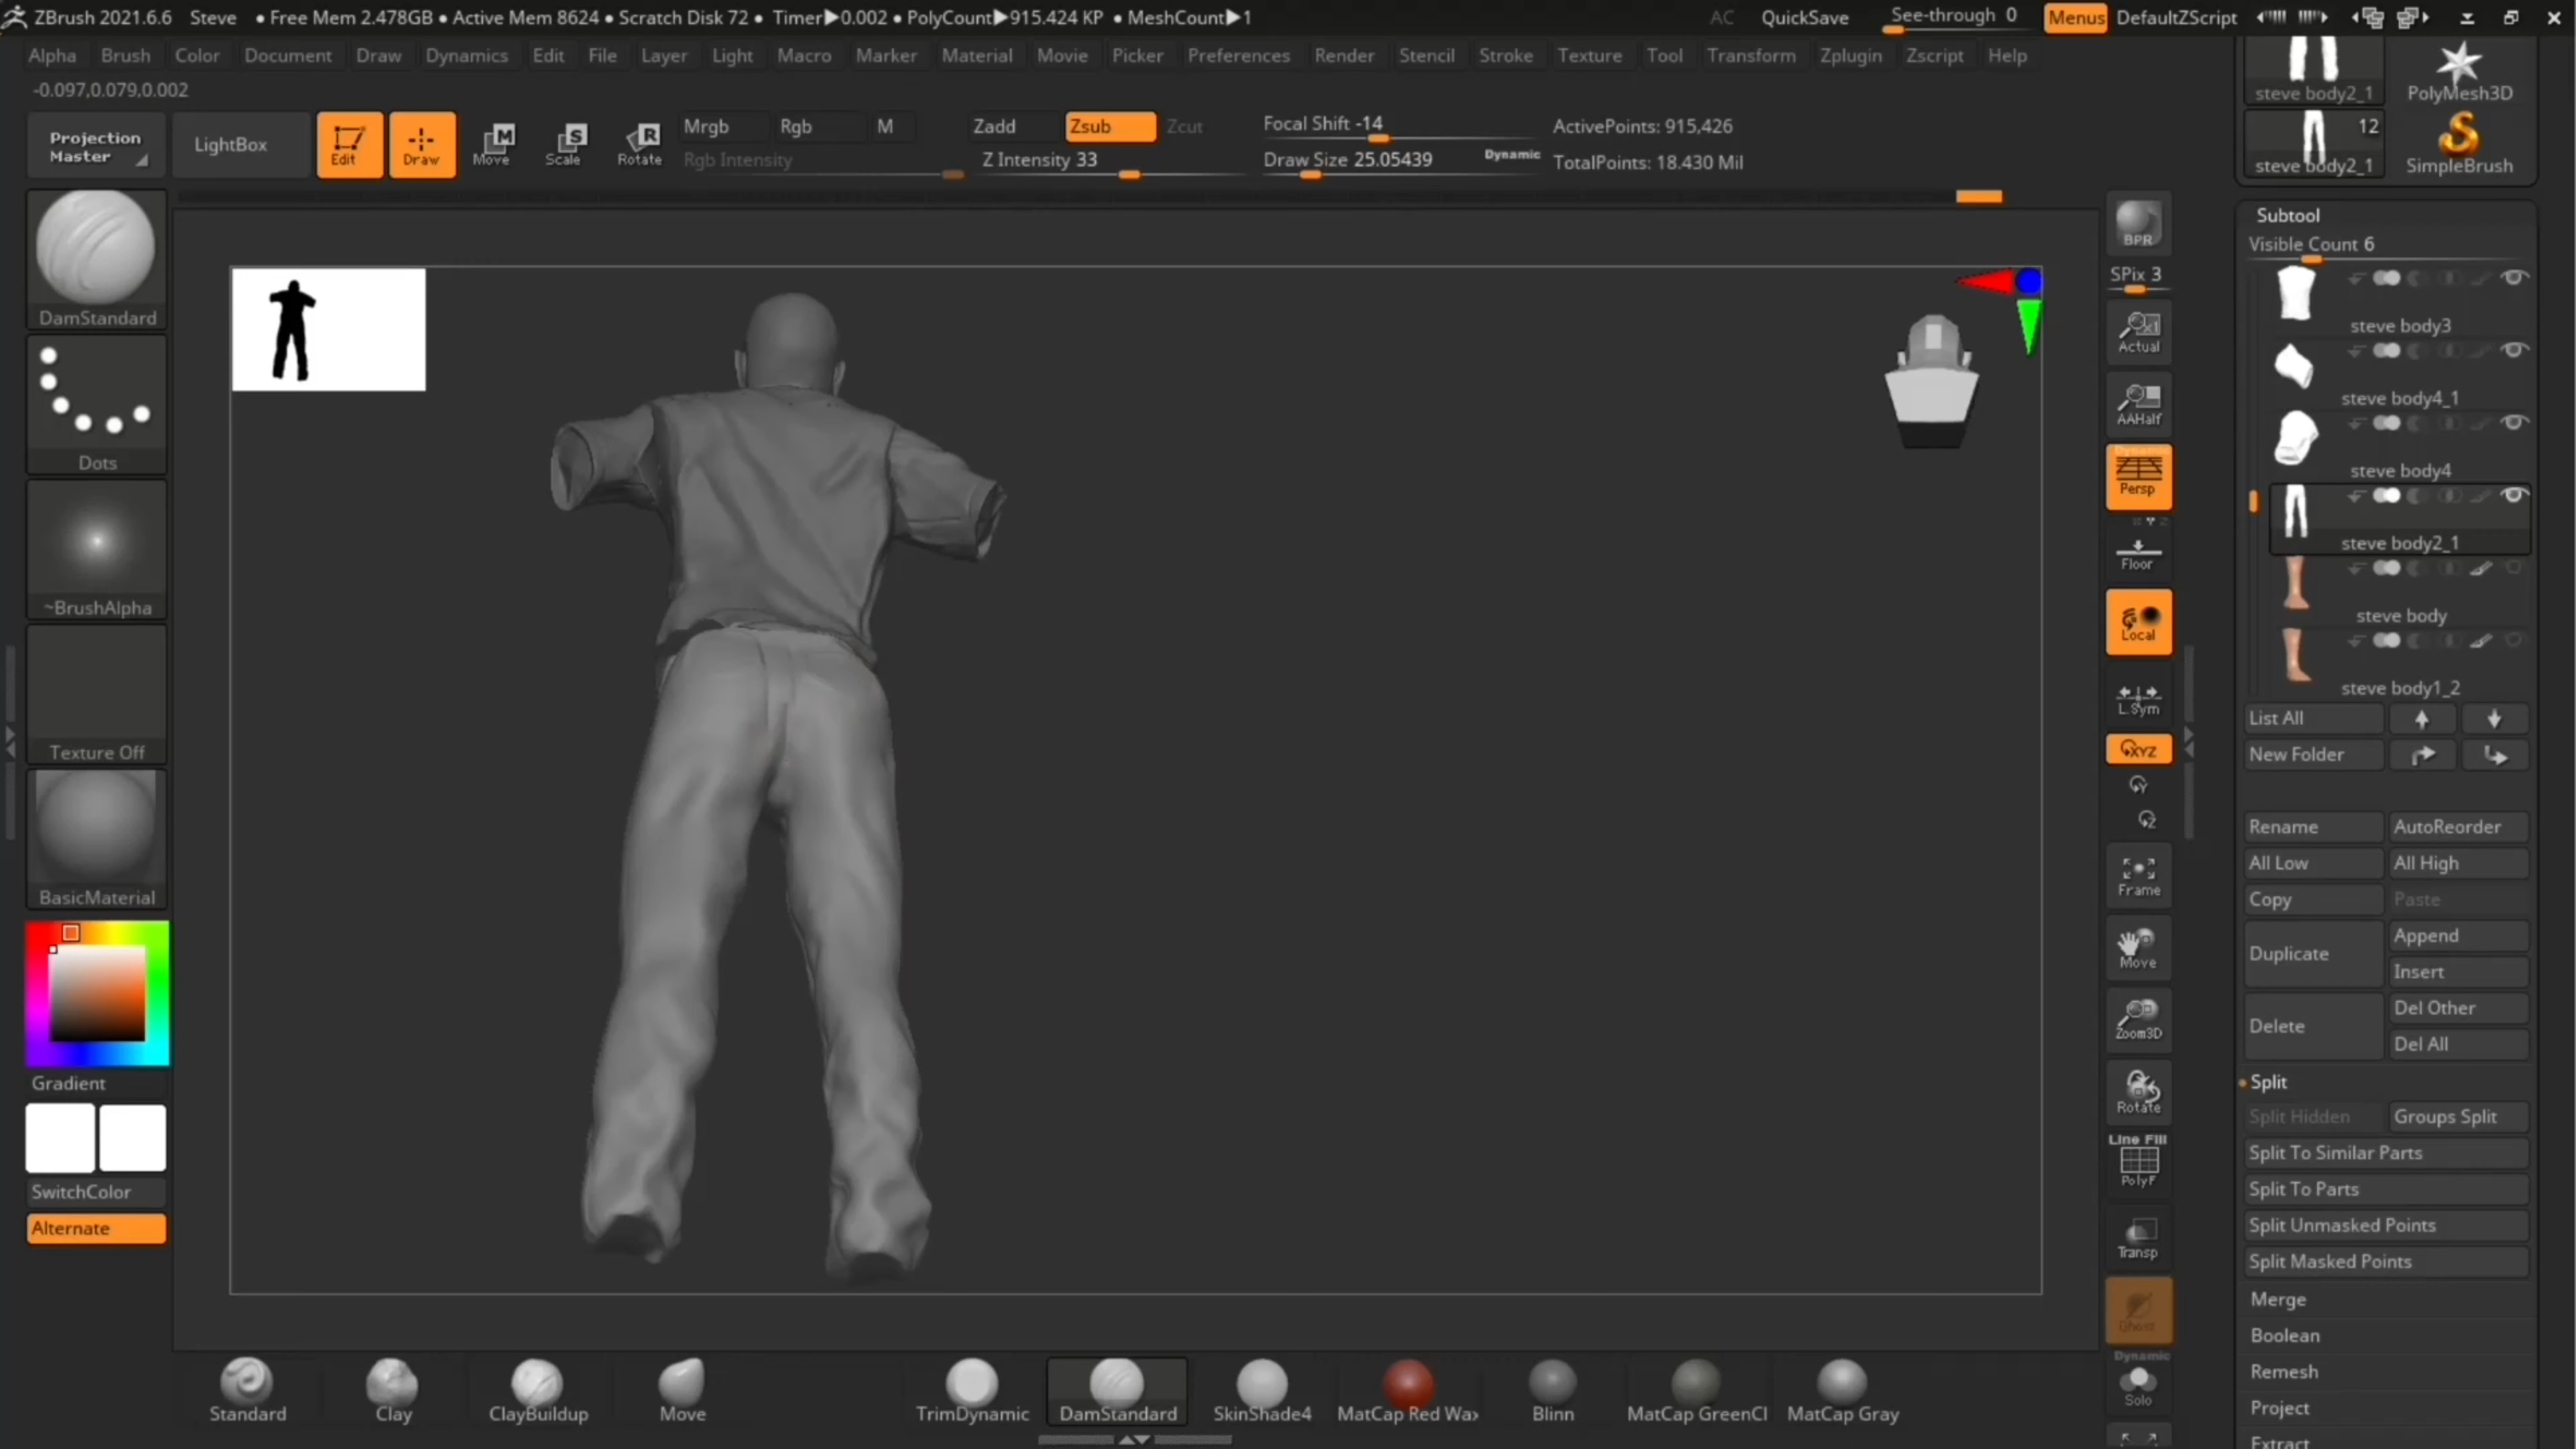 ZBrush 2021.6.6 Steve • Free Mem 2.478GB • Active Mem 8624 • Scratch Disk 72 • Timer▶0.002 • PolyCount▶915.424 KP • MeshCount▶1 AC QuickSave See-through 0 Menus DefaultZScript
Alpha Brush Color Document Draw Dynamics Edit File Layer Light Macro Marker Material Movie Picker Preferences Render Stencil Stroke Texture Tool Transform Zplugin Zscript Help
-0.097,0.079,0.002
Projection Master
LightBox
Edit
Draw
M
Move
S
Scale
R
Rotate
Mrgb Rgb M
Rgb Intensity
Zadd Zsub Zcut
Z Intensity 33
Focal Shift -14
Draw Size 25.05439 Dynamic
ActivePoints: 915,426
TotalPoints: 18.430 Mil
steve body2_1
PolyMesh3D
12
steve body2_1
SimpleBrush
DamStandard
Dots
~BrushAlpha
Texture Off
BasicMaterial
Gradient
SwitchColor
Alternate
BPR
SPix 3
Actual
AAHalf
Dynamic
Persp
Floor
Local
L.Sym
XYZ
Y
Z
Frame
Move
Zoom3D
Rotate
Line Fill
PolyF
Transp
Ghost
Dynamic
Solo
Subtool
Visible Count 6
steve body3
steve body4_1
steve body4
steve body2_1
steve body
steve body1_2
List All
New Folder
Rename AutoReorder
All Low All High
Copy Paste
Duplicate Append
Insert
Delete Del Other
Del All
Split
Split Hidden Groups Split
Split To Similar Parts
Split To Parts
Split Unmasked Points
Split Masked Points
Merge
Boolean
Remesh
Project
Extract
Standard Clay ClayBuildup Move TrimDynamic DamStandard SkinShade4 MatCap Red Wax Blinn MatCap GreenCl MatCap Gray